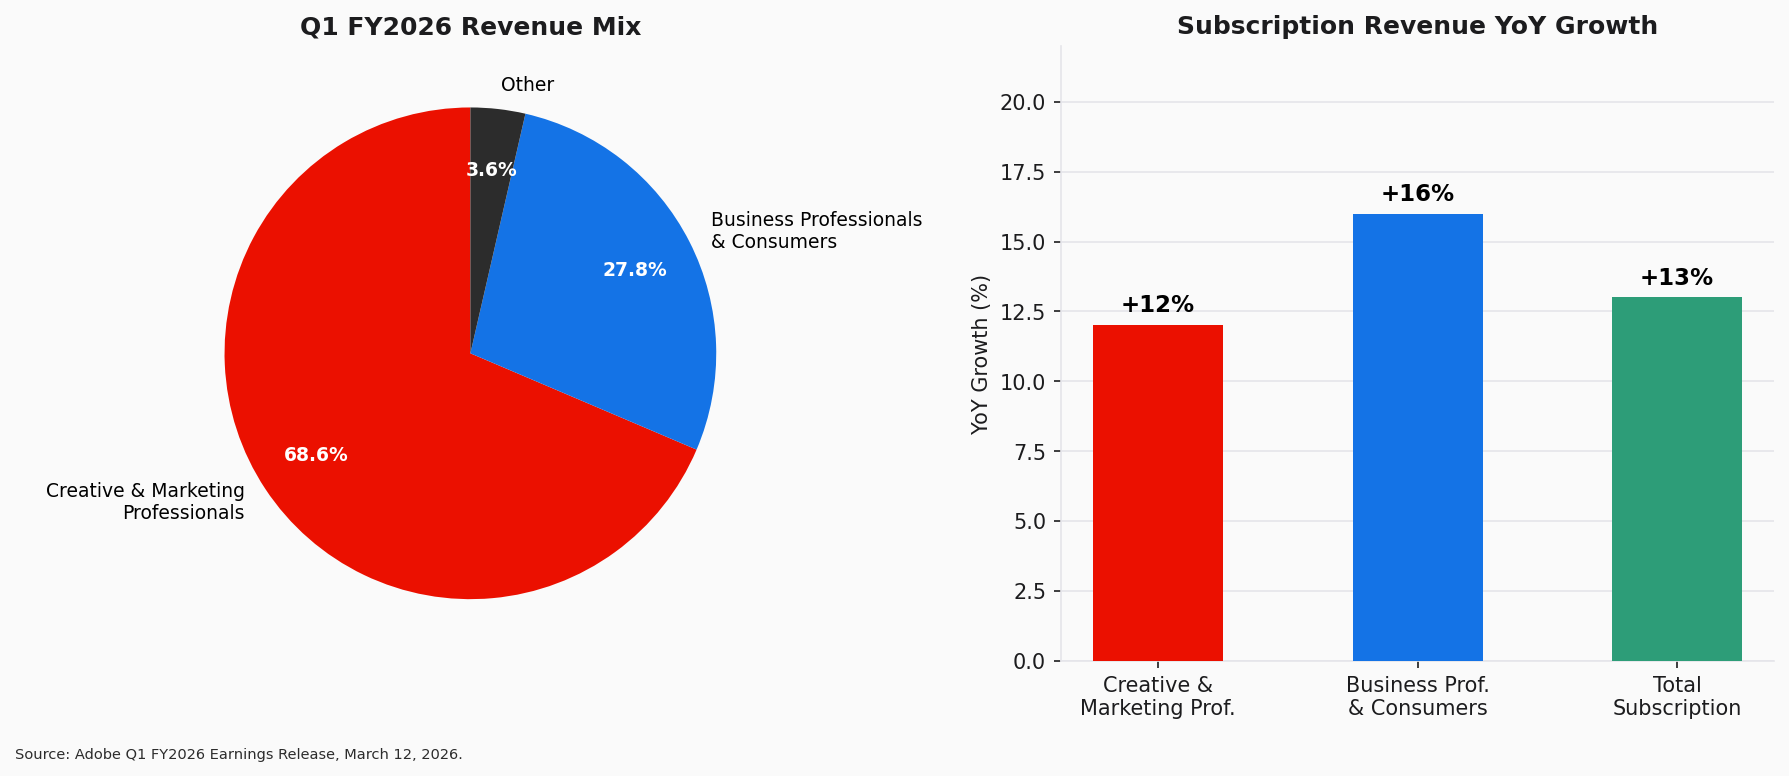 Q1 FY2026 Revenue Mix
Other
3.6%
Business Professionals
& Consumers
27.8%
68.6%
Creative & Marketing
Professionals
Subscription Revenue YoY Growth
YoY Growth (%)
20.0
17.5
15.0
12.5
10.0
7.5
5.0
2.5
0.0
+12%
+16%
+13%
Creative &
Marketing Prof.
Business Prof.
& Consumers
Total
Subscription
Source: Adobe Q1 FY2026 Earnings Release, March 12, 2026.